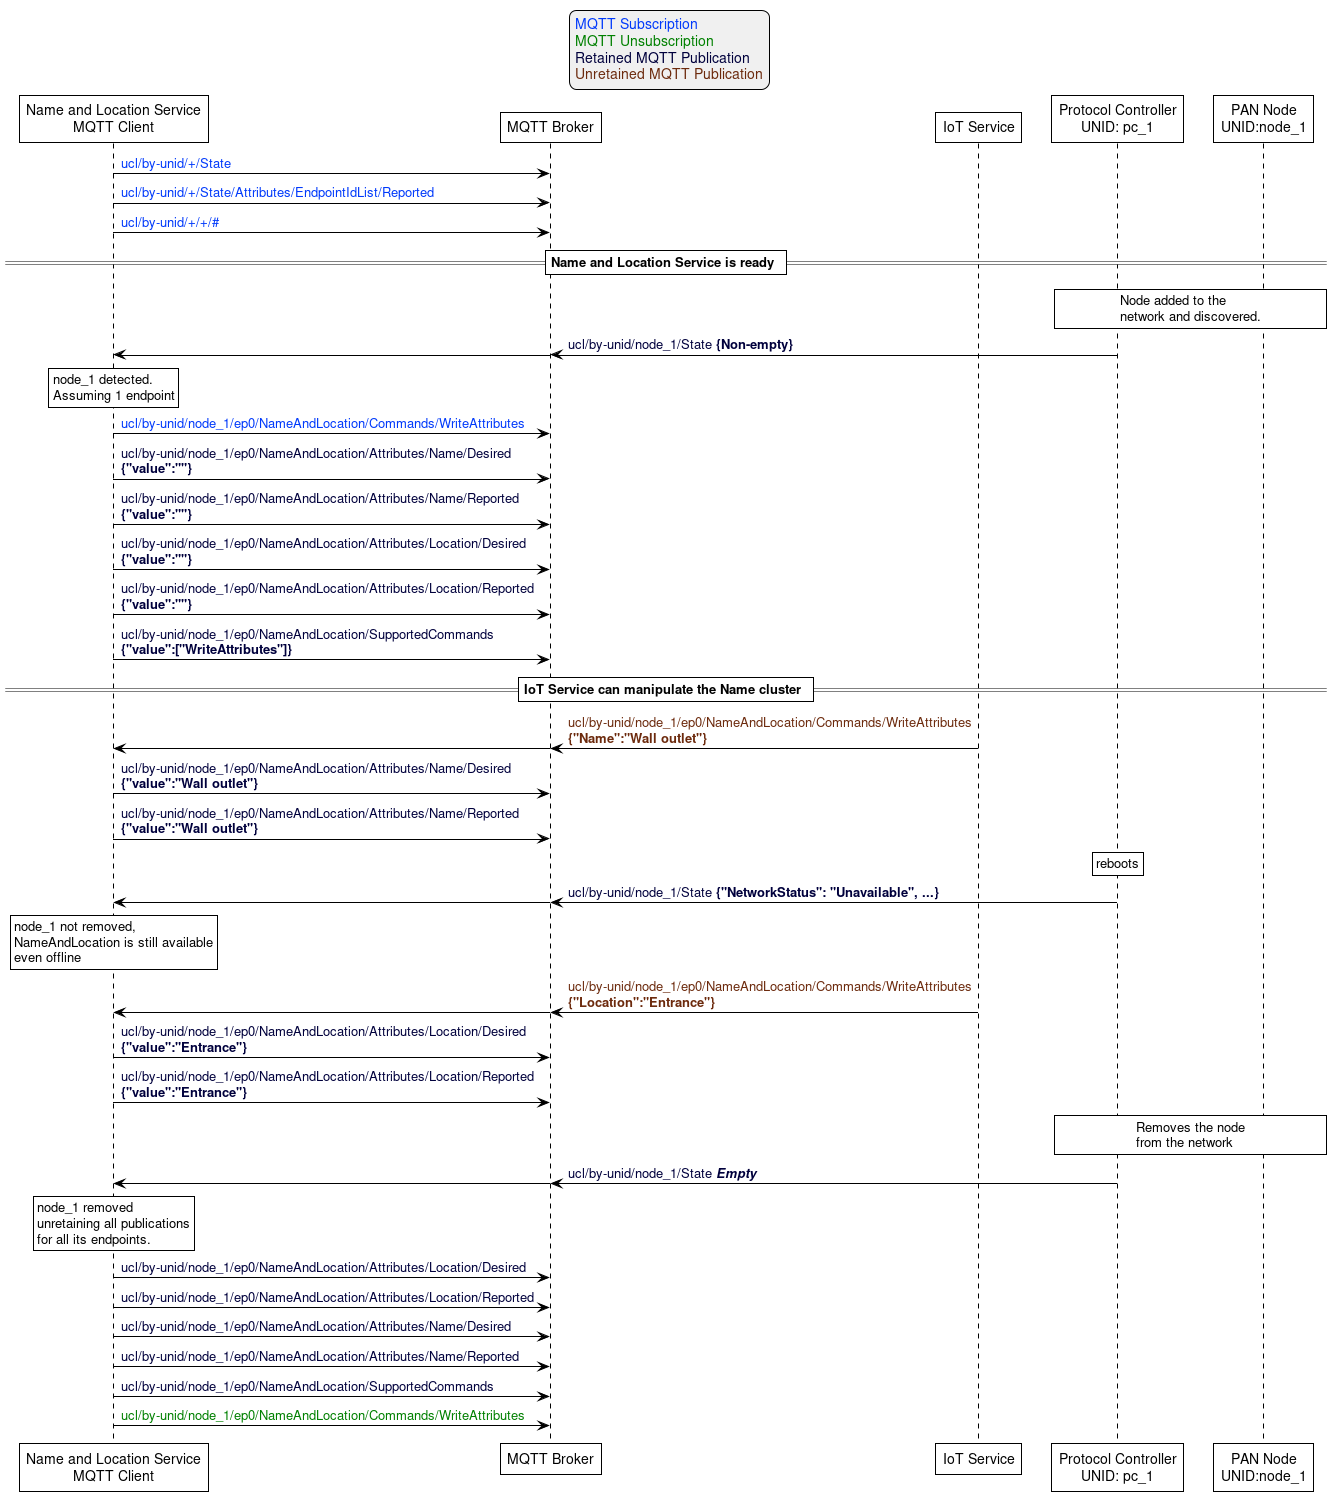 MQTT Subscription
MQTT Unsubscription
Retained MQTT Publication
Unretained MQTT Publication
Name and Location Service
MQTT Client
MQTT Broker
IoT Service
Protocol Controller
UNID: pc_1
PAN Node
UNID:node_1
ucl/by-unid/+/State
ucl/by-unid/+/State/Attributes/EndpointIdList/Reported
ucl/by-unid/+/+/#
Name and Location Service is ready
Node added to the
network and discovered.
ucl/by-unid/node_1/State {Non-empty}
node_1 detected.
Assuming 1 endpoint
ucl/by-unid/node_1/ep0/NameAndLocation/Commands/WriteAttributes
ucl/by-unid/node_1/ep0/NameAndLocation/Attributes/Name/Desired
{"value":""}
ucl/by-unid/node_1/ep0/NameAndLocation/Attributes/Name/Reported
{"value":""}
ucl/by-unid/node_1/ep0/NameAndLocation/Attributes/Location/Desired
{"value":""}
ucl/by-unid/node_1/ep0/NameAndLocation/Attributes/Location/Reported
{"value":""}
ucl/by-unid/node_1/ep0/NameAndLocation/SupportedCommands
{"value":["WriteAttributes"]}
IoT Service can manipulate the Name cluster
ucl/by-unid/node_1/ep0/NameAndLocation/Commands/WriteAttributes
{"Name":"Wall outlet"}
ucl/by-unid/node_1/ep0/NameAndLocation/Attributes/Name/Desired
{"value":"Wall outlet"}
ucl/by-unid/node_1/ep0/NameAndLocation/Attributes/Name/Reported
{"value":"Wall outlet"}
reboots
ucl/by-unid/node_1/State {"NetworkStatus": "Unavailable", ...}
node_1 not removed,
NameAndLocation is still available
even offline
ucl/by-unid/node_1/ep0/NameAndLocation/Commands/WriteAttributes
{"Location":"Entrance"}
ucl/by-unid/node_1/ep0/NameAndLocation/Attributes/Location/Desired
{"value":"Entrance"}
ucl/by-unid/node_1/ep0/NameAndLocation/Attributes/Location/Reported
{"value":"Entrance"}
Removes the node
from the network
ucl/by-unid/node_1/State Empty
node_1 removed
unretaining all publications
for all its endpoints.
ucl/by-unid/node_1/ep0/NameAndLocation/Attributes/Location/Desired
ucl/by-unid/node_1/ep0/NameAndLocation/Attributes/Location/Reported
ucl/by-unid/node_1/ep0/NameAndLocation/Attributes/Name/Desired
ucl/by-unid/node_1/ep0/NameAndLocation/Attributes/Name/Reported
ucl/by-unid/node_1/ep0/NameAndLocation/SupportedCommands
ucl/by-unid/node_1/ep0/NameAndLocation/Commands/WriteAttributes
Name and Location Service
MQTT Client
MQTT Broker
IoT Service
Protocol Controller
UNID: pc_1
PAN Node
UNID:node_1